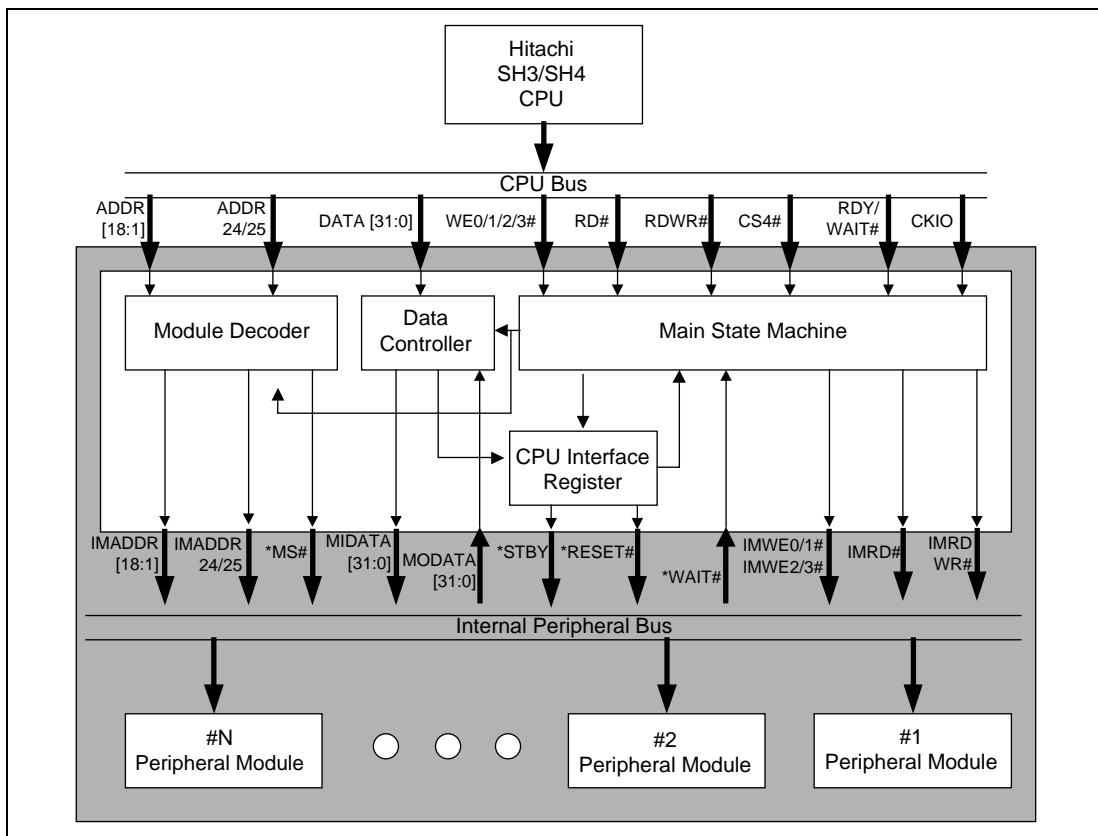 Hitachi
SH3/SH4
CPU
CPU Bus
ADDR
[18:1]
ADDR
24/25
DATA [31:0]
WE0/1/2/3#
RD#
RDWR#
CS4#
RDY/
WAIT#
CKIO
Module Decoder
Data
Controller
Main State Machine
CPU Interface
Register
IMADDR
[18:1]
IMADDR
24/25
*MS#
MIDATA
[31:0]
MODATA
[31:0]
*STBY
*RESET#
*WAIT#
IMWE0/1#
IMWE2/3#
IMRD#
IMRD
WR#
Internal Peripheral Bus
#N
Peripheral Module
#2
Peripheral Module
#1
Peripheral Module